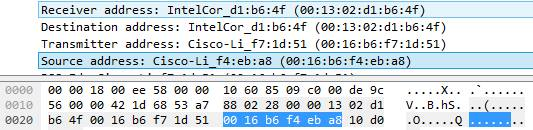 Receiver address: IntelCor_d1:b6:4f (00:13:02:d1:b6:4f)
Destination address: IntelCor_d1:b6:4f (00:13:02:d1:b6:4f)
Transmitter address: Cisco-Li_f7:1d:51 (00:16:b6:f7:1d:51)
Source address: Cisco-Li_f4:eb:a8 (00:16:b6:f4:eb:a8)
0000 00 00 18 00 ee 58 00 00 10 60 85 09 c0 00 de 9c .....X.. .`......
0010 56 00 00 42 1d 68 53 a7 88 02 28 00 00 13 02 d1 V..B.hS. ..(.....
0020 b6 4f 00 16 b6 f7 1d 51 00 16 b6 f4 eb a8 10 d0 .O.....Q ........